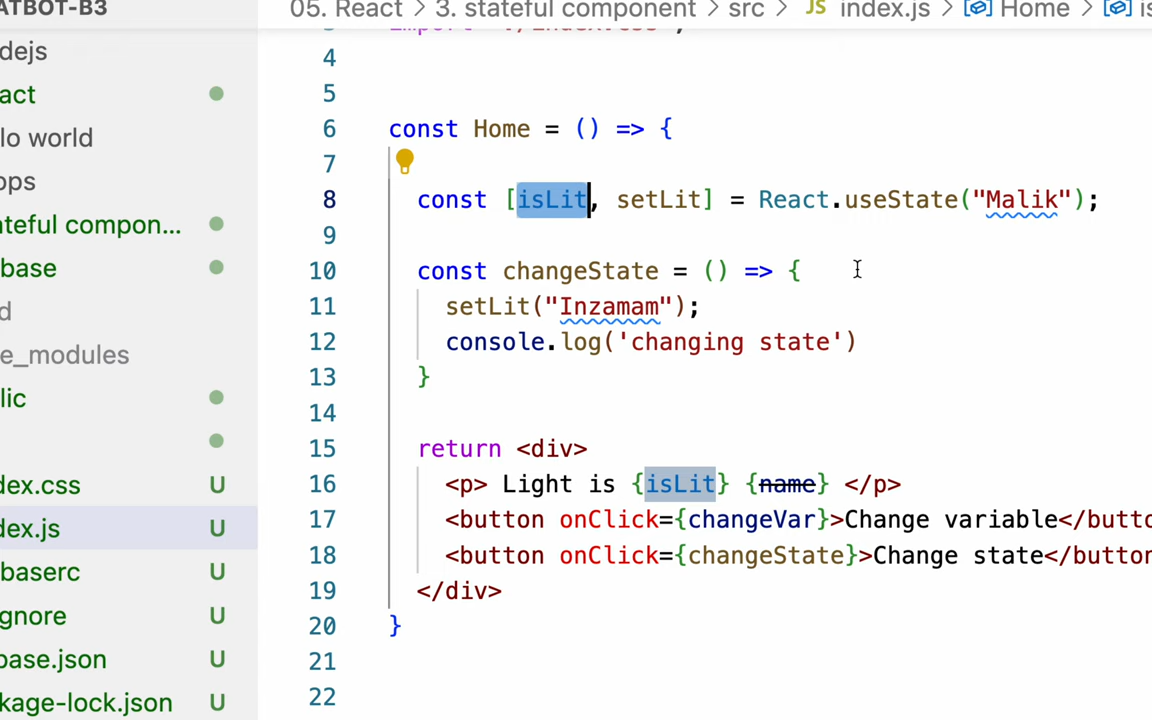 ATBOT-B3
05. React > 3. stateful component > src > JS index.js > Home > is
dejs
act
lo world
ops
ateful compon...
base
d
e_modules
lic
dex.css U
dex.js U
baserc U
gnore U
base.json U
kage-lock.json U
4
5
6 const Home = () => {
7
8 const [isLit, setLit] = React.useState("Malik");
9
10 const changeState = () => {
11 setLit("Inzamam");
12 console.log('changing state')
13 }
14
15 return <div>
16 <p> Light is {isLit} {name} </p>
17 <button onClick={changeVar}>Change variable</butto
18 <button onClick={changeState}>Change state</button
19 </div>
20 }
21
22